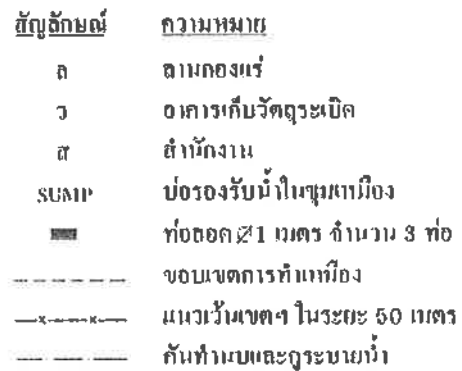 สัญลักษณ์ ความหมาย
ล ลานกองแร่
ว อาคารเก็บวัตถุระเบิด
ส สำนักงาน
SUMP บ่อรองรับน้ำในขุมเหมือง
ท่อลอด Ø1 เมตร จำนวน 3 ท่อ
ขอบเขตการทำเหมือง
แนวเว้นเขตฯ ในระยะ 50 เมตร
คันทำนบและคูระบายน้ำ